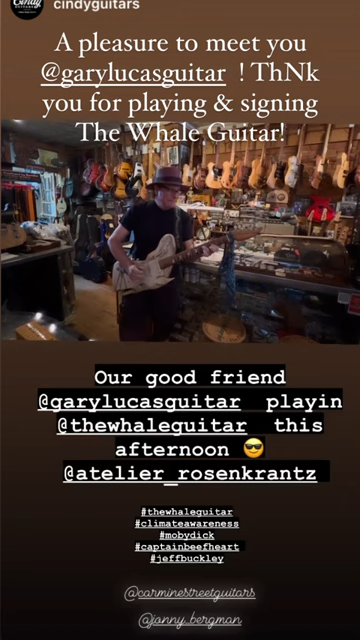 Cindy
cindyguitars
A pleasure to meet you
@garylucasguitar ! ThNk
you for playing & signing
The Whale Guitar!
Our good friend
@garylucasguitar playin
@thewhaleguitar this
afternoon 😎
@atelier_rosenkrantz
#thewhaleguitar
#climateawareness
#mobydick
#captainbeefheart
#jeffbuckley
@carminestreetguitars
@jonny_bergman